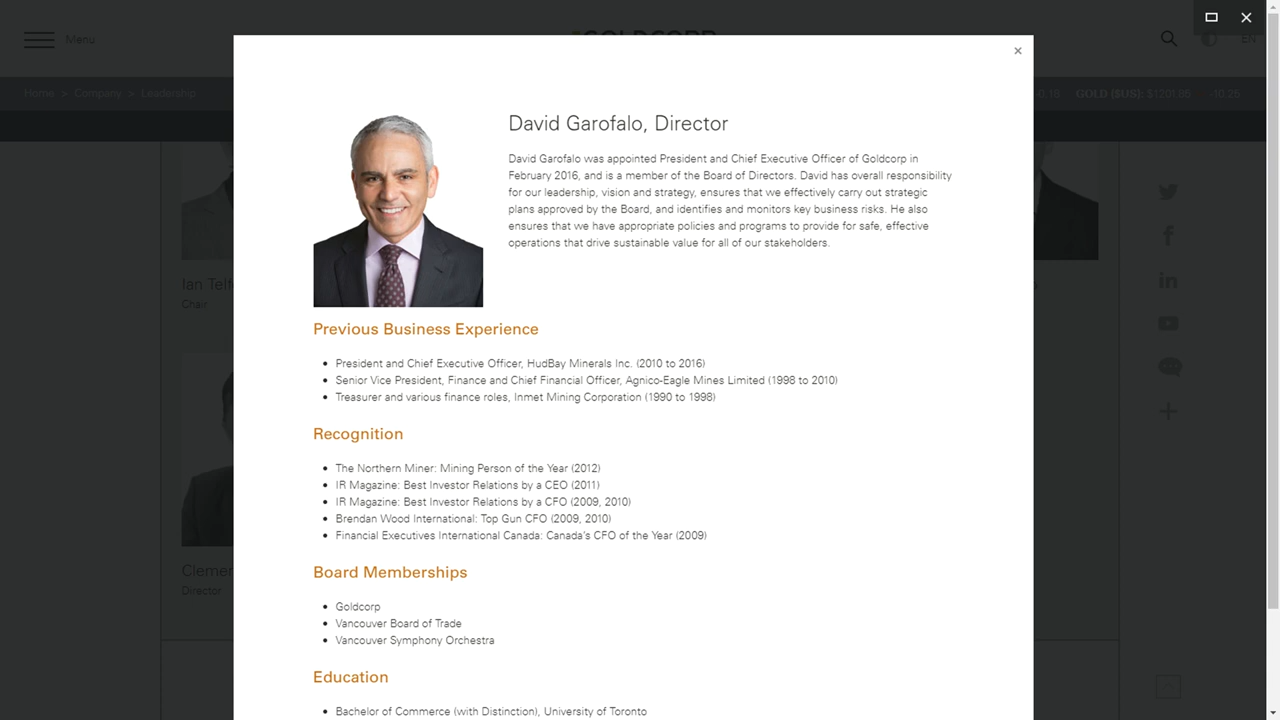 Menu
GOLDCORP
EN
Home > Company > Leadership
-0.18 GOLD ($US): $1201.85 -10.25
David Garofalo, Director
David Garofalo was appointed President and Chief Executive Officer of Goldcorp in
February 2016, and is a member of the Board of Directors. David has overall responsibility
for our leadership, vision and strategy, ensures that we effectively carry out strategic
plans approved by the Board, and identifies and monitors key business risks. He also
ensures that we have appropriate policies and programs to provide for safe, effective
operations that drive sustainable value for all of our stakeholders.
Ian Telf
Chair
Previous Business Experience
• President and Chief Executive Officer, HudBay Minerals Inc. (2010 to 2016)
• Senior Vice President, Finance and Chief Financial Officer, Agnico-Eagle Mines Limited (1998 to 2010)
• Treasurer and various finance roles, Inmet Mining Corporation (1990 to 1998)
Recognition
• The Northern Miner: Mining Person of the Year (2012)
• IR Magazine: Best Investor Relations by a CEO (2011)
• IR Magazine: Best Investor Relations by a CFO (2009, 2010)
• Brendan Wood International: Top Gun CFO (2009, 2010)
• Financial Executives International Canada: Canada's CFO of the Year (2009)
Clemer
Director
Board Memberships
• Goldcorp
• Vancouver Board of Trade
• Vancouver Symphony Orchestra
Education
• Bachelor of Commerce (with Distinction), University of Toronto